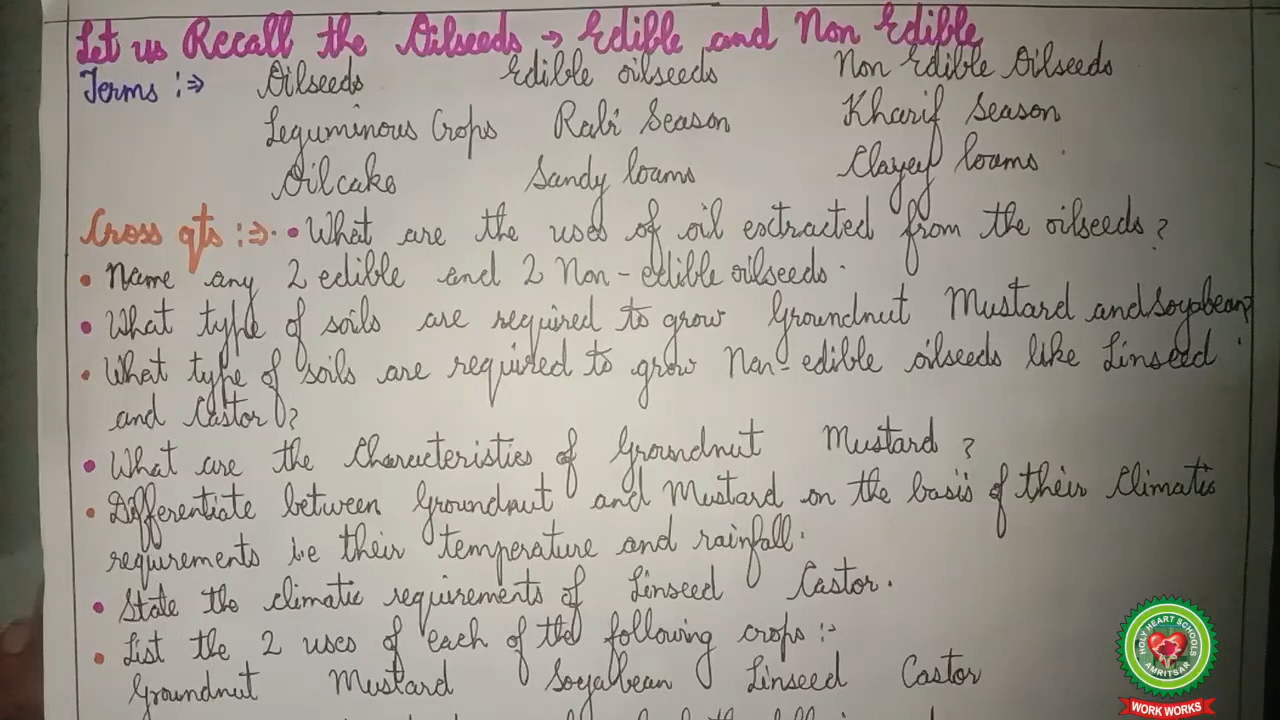 Let us Recall the Oilseeds → Edible and Non Edible
Terms :⇒ Oilseeds Edible oilseeds Non Edible Oilseeds
Leguminous Crops Rabi Season Kharif season
Oilcake Sandy loams Clayey loams
Cross qts :⇒ • What are the uses of oil extracted from the oilseeds?
• Name any 2 edible and 2 Non-edible oilseeds.
• What type of soils are required to grow Groundnut Mustard and Soyabean?
• What type of soils are required to grow Non-edible oilseeds like Linseed
and Castor?
• What are the Characteristics of Groundnut Mustard?
• Differentiate between Groundnut and Mustard on the basis of their Climatic
requirements i.e their temperature and rainfall.
• State the climatic requirements of Linseed Castor.
• List the 2 uses of each of the following crops :-
Groundnut Mustard Soyabean Linseed Castor
HOLY HEART SCHOOLS
AMRITSAR
WORK WORKS